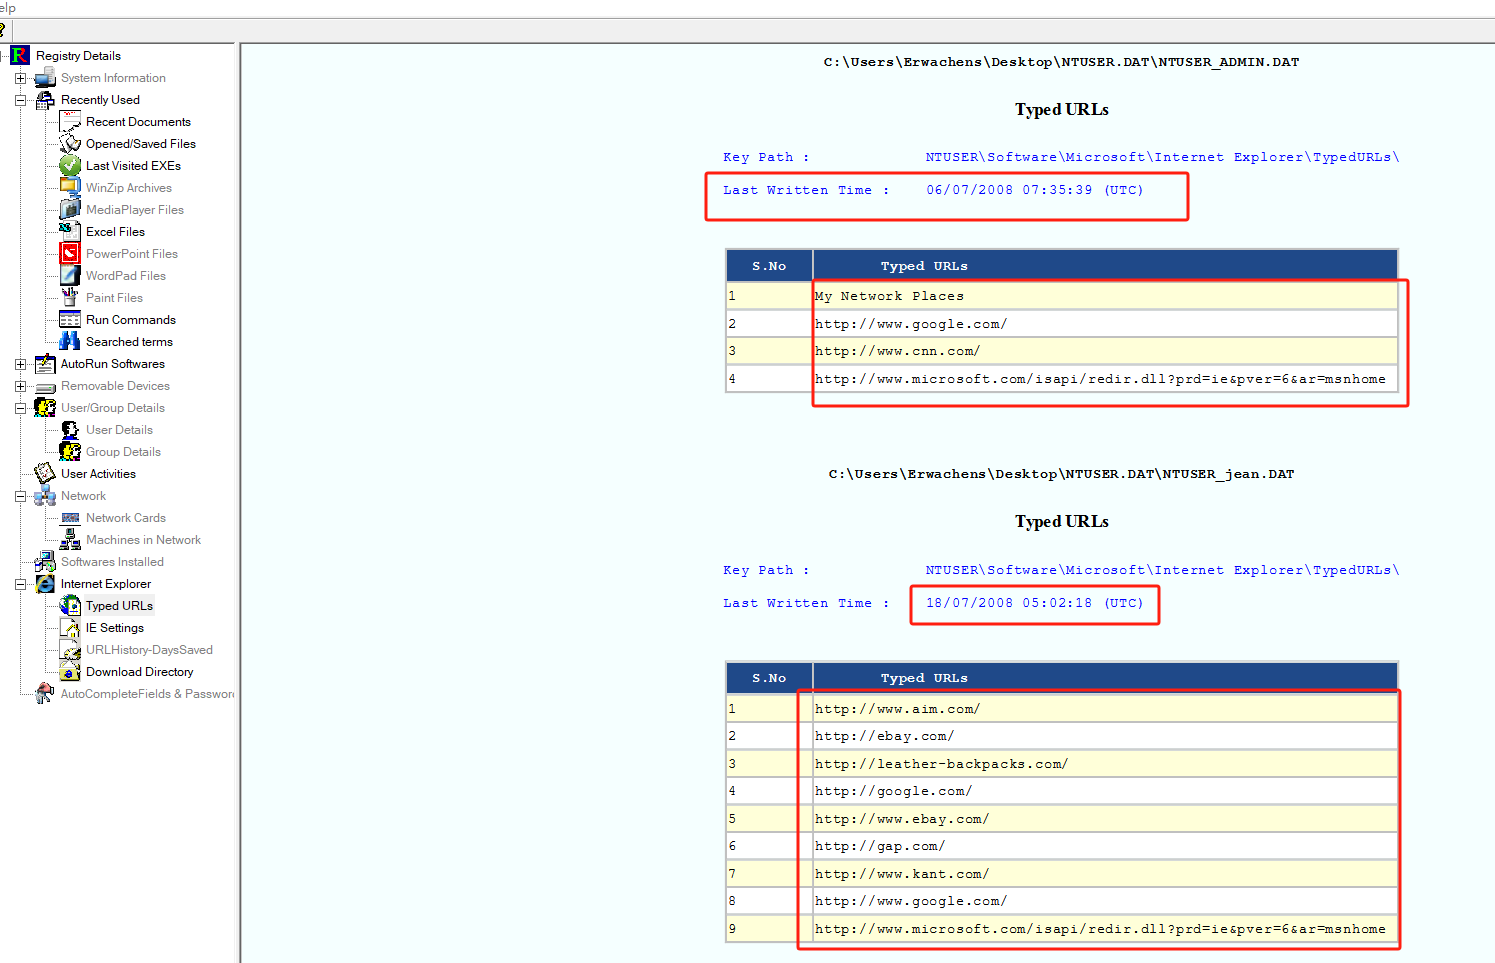 elp
?
Registry Details
System Information
Recently Used
Recent Documents
Opened/Saved Files
Last Visited EXEs
WinZip Archives
MediaPlayer Files
Excel Files
PowerPoint Files
WordPad Files
Paint Files
Run Commands
Searched terms
AutoRun Softwares
Removable Devices
User/Group Details
User Details
Group Details
User Activities
Network
Network Cards
Machines in Network
Softwares Installed
Internet Explorer
Typed URLs
IE Settings
URLHistory-DaysSaved
Download Directory
AutoCompleteFields & Password
C:\Users\Erwachens\Desktop\NTUSER.DAT\NTUSER_ADMIN.DAT
Typed URLs
Key Path : NTUSER\Software\Microsoft\Internet Explorer\TypedURLs\
Last Written Time : 06/07/2008 07:35:39 (UTC)
S.No Typed URLs
1 My Network Places
2 http://www.google.com/
3 http://www.cnn.com/
4 http://www.microsoft.com/isapi/redir.dll?prd=ie&pver=6&ar=msnhome
C:\Users\Erwachens\Desktop\NTUSER.DAT\NTUSER_jean.DAT
Typed URLs
Key Path : NTUSER\Software\Microsoft\Internet Explorer\TypedURLs\
Last Written Time : 18/07/2008 05:02:18 (UTC)
S.No Typed URLs
1 http://www.aim.com/
2 http://ebay.com/
3 http://leather-backpacks.com/
4 http://google.com/
5 http://www.ebay.com/
6 http://gap.com/
7 http://www.kant.com/
8 http://www.google.com/
9 http://www.microsoft.com/isapi/redir.dll?prd=ie&pver=6&ar=msnhome